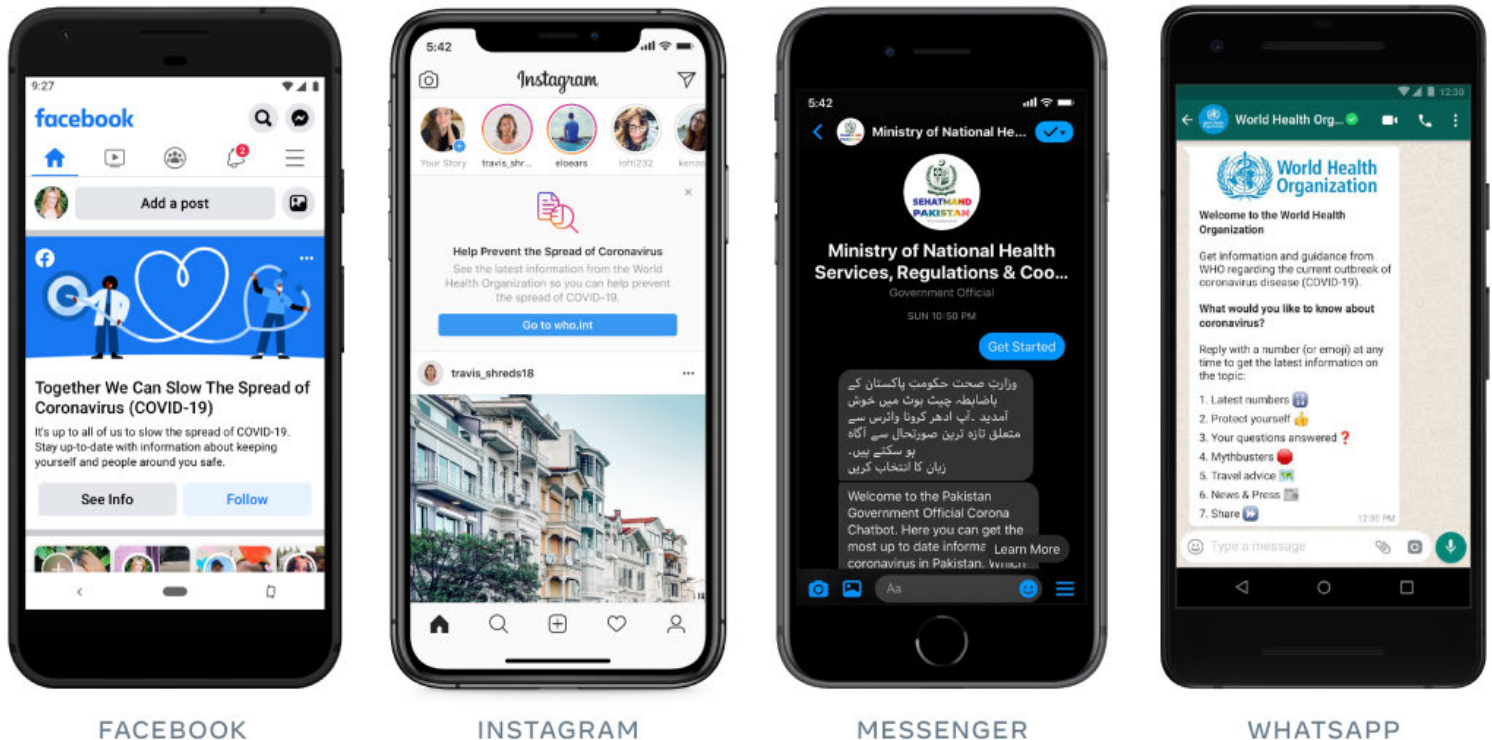 9:27
facebook
2
Add a post
Together We Can Slow The Spread of
Coronavirus (COVID-19)
It's up to all of us to slow the spread of COVID-19.
Stay up-to-date with information about keeping
yourself and people around you safe.
See Info
Follow
FACEBOOK
5:42
Instagram
Your Story
travis_shr...
eloears
lofti232
kenzo
Help Prevent the Spread of Coronavirus
See the latest information from the World
Health Organization so you can help prevent
the spread of COVID-19.
Go to who.int
travis_shreds18
INSTAGRAM
5:42
Ministry of National He...
SEHATMAND
PAKISTAN
Ministry of National Health
Services, Regulations & Coo...
Government Official
SUN 10:50 PM
Get Started
وزارتِ صحت حکومتِ پاکستان کے
باضابطہ چیٹ بوٹ میں خوش
آمدید ۔آپ ادھر کرونا وائرس سے
متعلق تازہ ترین صورتحال سے آگاہ
ہو سکتے ہیں۔
زبان کا انتخاب کریں
Welcome to the Pakistan
Government Official Corona
Chatbot. Here you can get the
most up to date informa
Learn More
coronavirus in Pakistan. Which
Aa
MESSENGER
12:30
World Health Org...
World Health
Organization
Welcome to the World Health
Organization
Get information and guidance from
WHO regarding the current outbreak of
coronavirus disease (COVID-19).
What would you like to know about
coronavirus?
Reply with a number (or emoji) at any
time to get the latest information on
the topic:
1. Latest numbers 🔢
2. Protect yourself 👍
3. Your questions answered ❓
4. Mythbusters 🔴
5. Travel advice 🗺️
6. News & Press 📰
7. Share ⏩
12:30 PM
Type a message
WHATSAPP